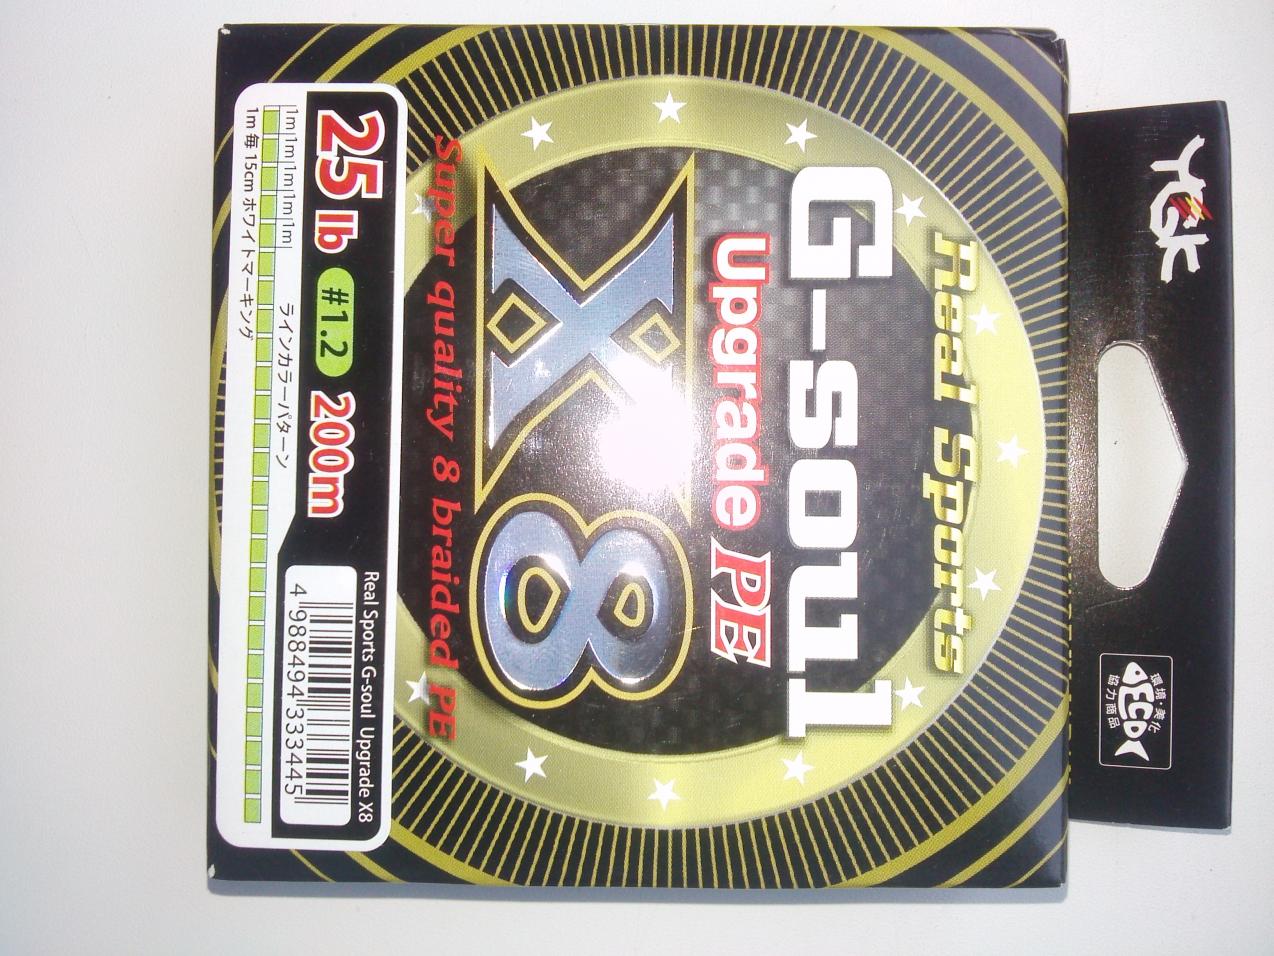 YGK
環境・美化
ECO
協力商品
Real Sports
G-soul
Upgrade PE
X8
Super quality 8 braided PE
25lb #1.2 200m
Real Sports G-soul Upgrade X8
4 988494 333445
ラインカラーパターン
1m 1m 1m 1m 1m
1m 毎 15cm ホワイトマーキング